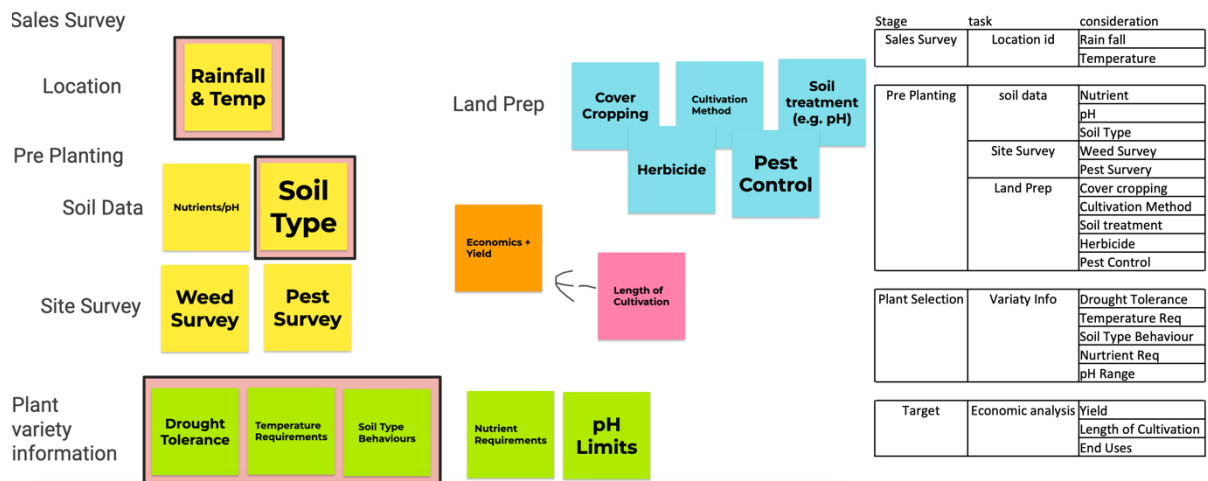 Sales Survey
Location
Rainfall
& Temp
Pre Planting
Soil Data
Nutrients/pH
Soil
Type
Site Survey
Weed
Survey
Pest
Survey
Plant
variety
information
Drought
Tolerance
Temperature
Requirements
Soil Type
Behaviours
Nutrient
Requirements
pH
Limits
Land Prep
Cover
Cropping
Cultivation
Method
Soil
treatment
(e.g. pH)
Herbicide
Pest
Control
Economics +
Yield
Length of
Cultivation
Stage task consideration
Sales Survey Location id Rain fall
Temperature
Pre Planting soil data Nutrient
pH
Soil Type
Site Survey Weed Survey
Pest Survery
Land Prep Cover cropping
Cultivation Method
Soil treatment
Herbicide
Pest Control
Plant Selection Variaty Info Drought Tolerance
Temperature Req
Soil Type Behaviour
Nurtrient Req
pH Range
Target Economic analysis Yield
Length of Cultivation
End Uses